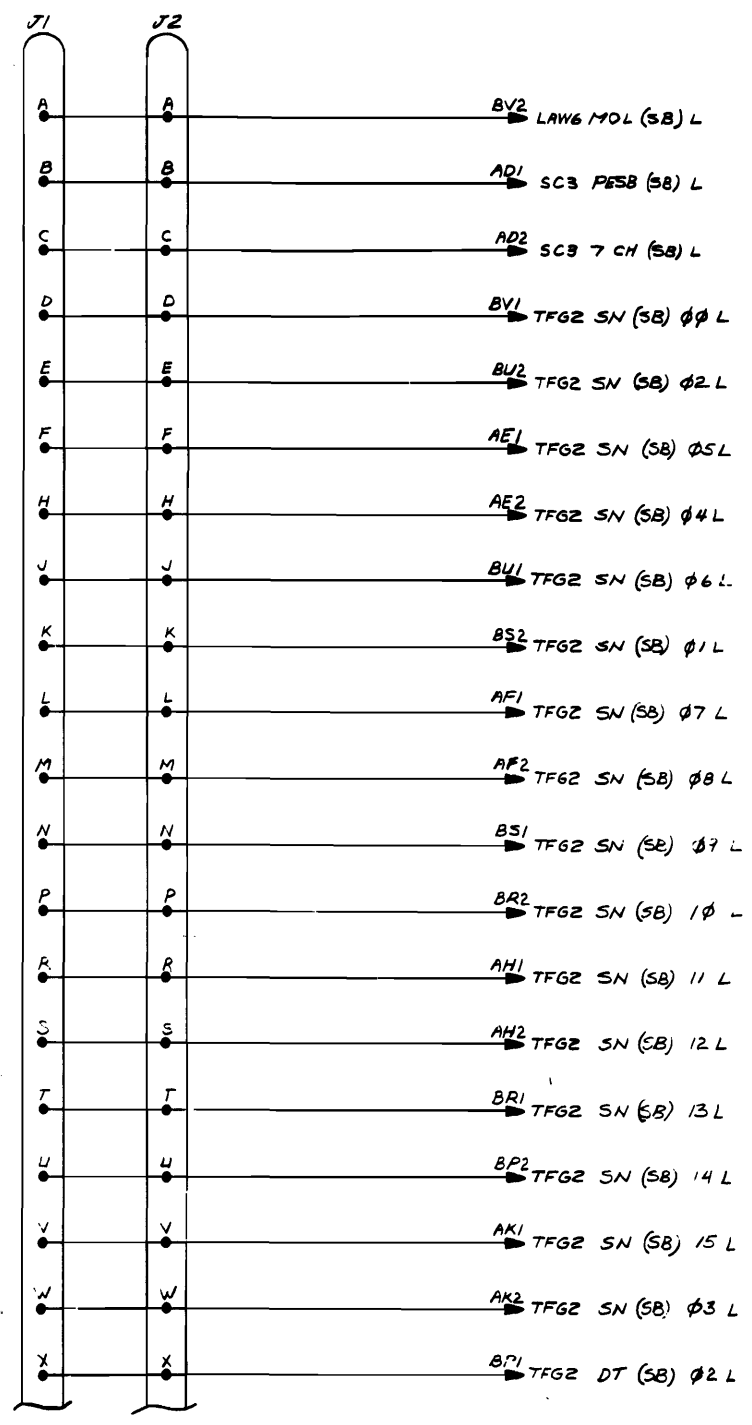 J1 J2
A A BV2 LAW6 MOL (SB) L
B B AD1 SC3 PESB (SB) L
C C AD2 SC3 7 CH (SB) L
D D BV1 TFG2 SN (SB) ØØ L
E E BU2 TFG2 SN (SB) Ø2 L
F F AE1 TFG2 SN (SB) Ø5 L
H H AE2 TFG2 SN (SB) Ø4 L
J J BU1 TFG2 SN (SB) Ø6 L
K K BS2 TFG2 SN (SB) Ø1 L
L L AF1 TFG2 SN (SB) Ø7 L
M M AF2 TFG2 SN (SB) Ø8 L
N N BS1 TFG2 SN (SB) L
P P BR2 TFG2 SN (SB) 1Ø L
R R AH1 TFG2 SN (SB) 11 L
S S AH2 TFG2 SN (SB) 12 L
T T BR1 TFG2 SN (SB) 13 L
U U BP2 TFG2 SN (SB) 14 L
V V AK1 TFG2 SN (SB) 15 L
W W AK2 TFG2 SN (SB) Ø3 L
X X BP1 TFG2 DT (SB) Ø2 L